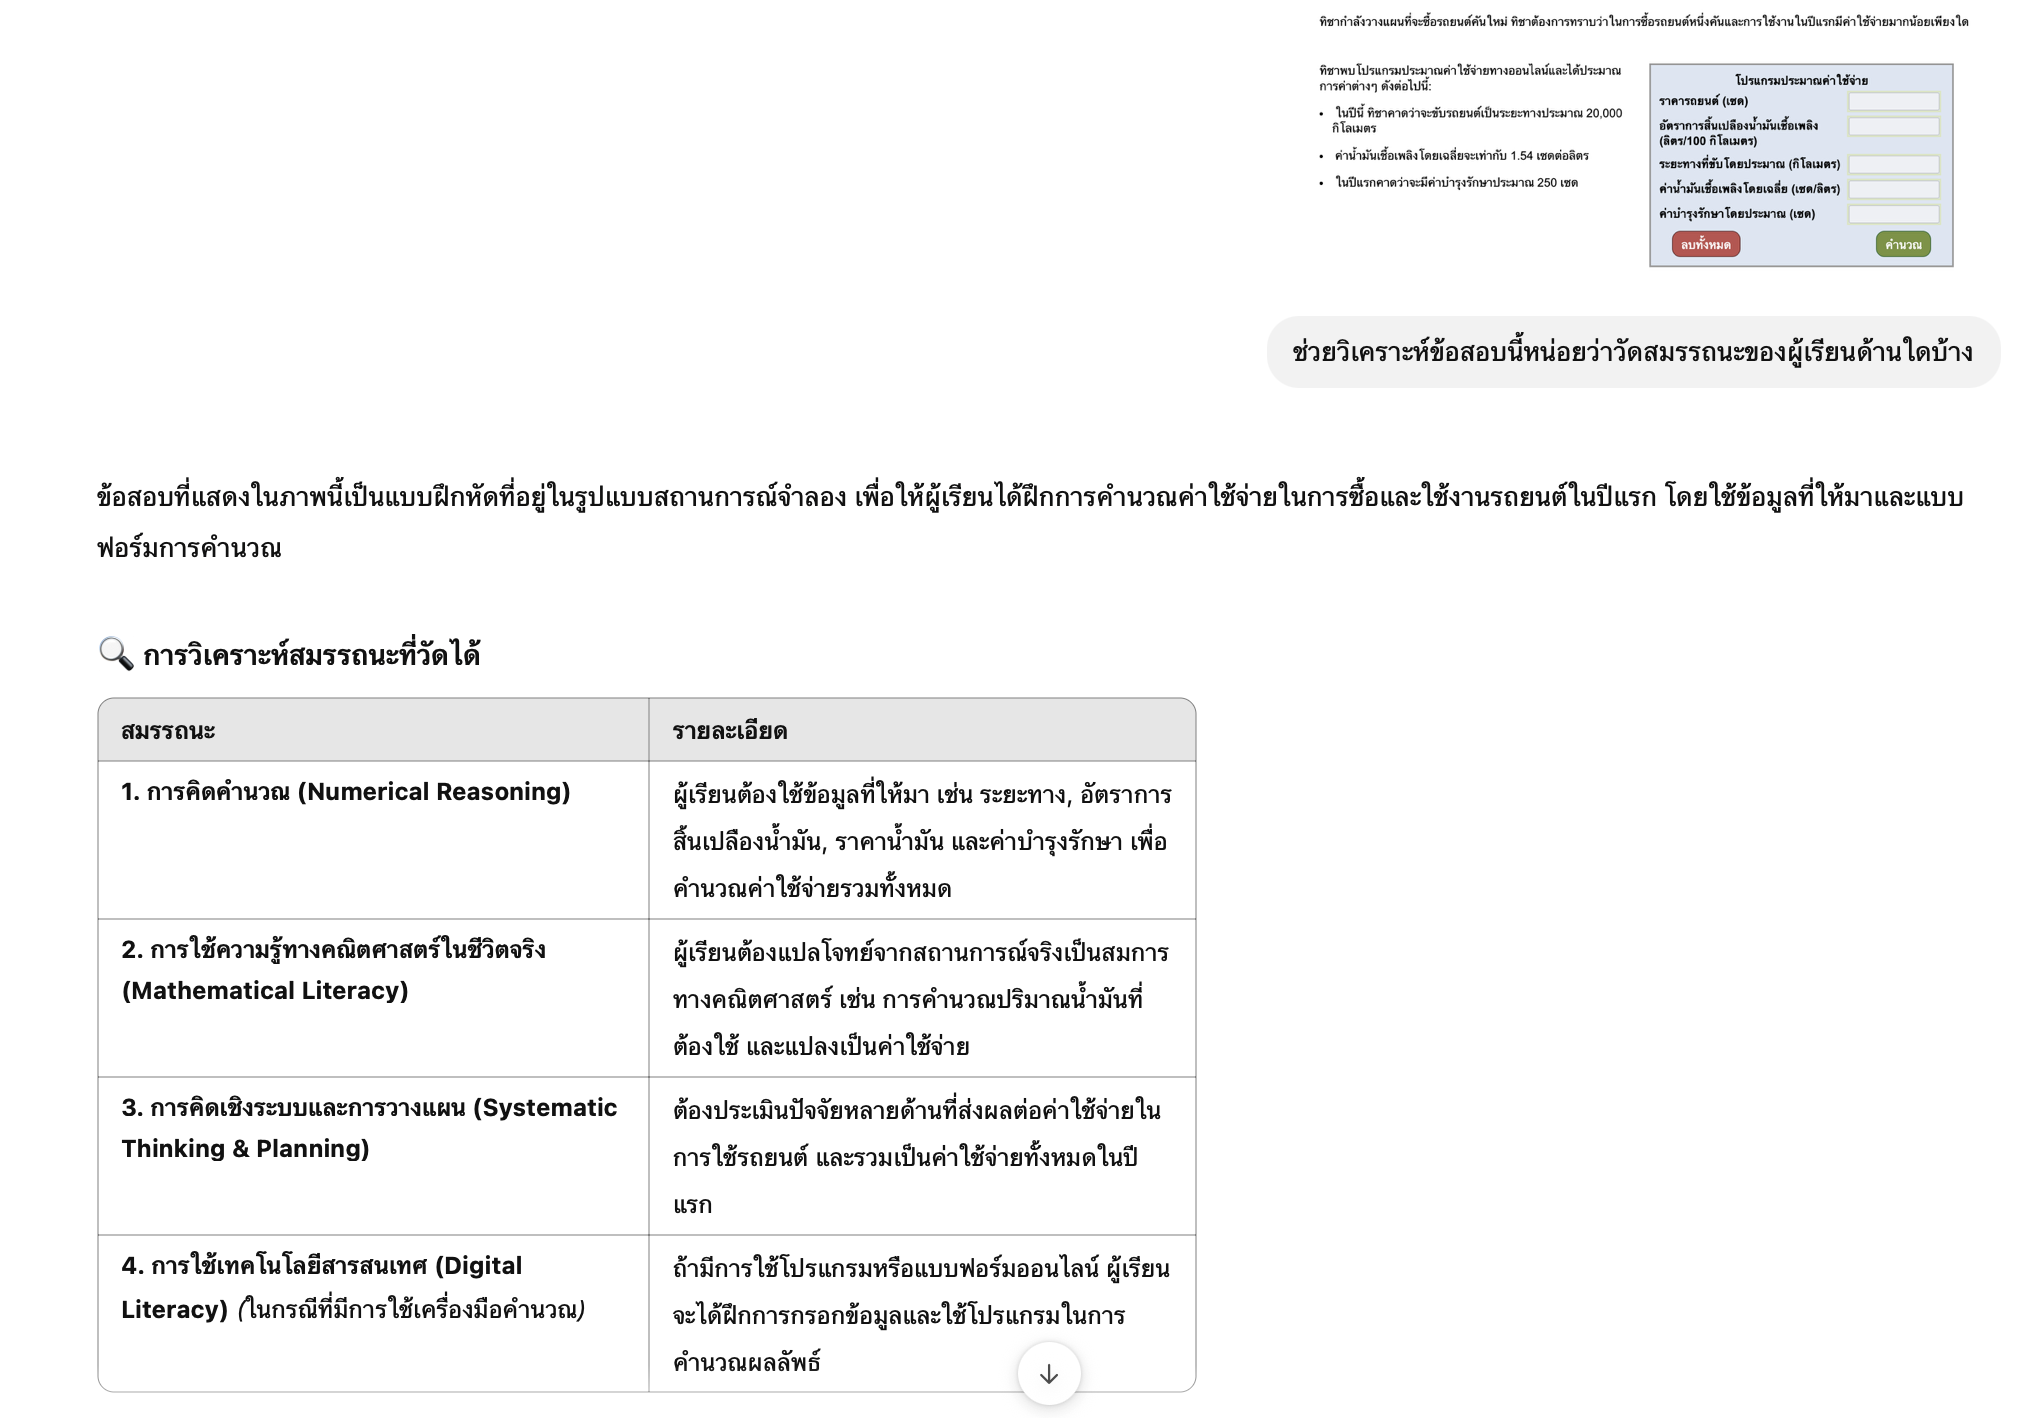 ทิชากำลังวางแผนที่จะซื้อรถยนต์คันใหม่ ทิชาต้องการทราบว่าในการซื้อรถยนต์หนึ่งคันและการใช้งานในปีแรกมีค่าใช้จ่ายมากน้อยเพียงใด
ทิชาพบโปรแกรมประมาณค่าใช้จ่ายทางออนไลน์และได้ประมาณ
การค่าต่างๆ ดังต่อไปนี้:
• ในปีนี้ ทิชาคาดว่าจะขับรถยนต์เป็นระยะทางประมาณ 20,000
กิโลเมตร
• ค่าน้ำมันเชื้อเพลิงโดยเฉลี่ยจะเท่ากับ 1.54 เซดต่อลิตร
• ในปีแรกคาดว่าจะมีค่าบำรุงรักษาประมาณ 250 เซด
โปรแกรมประมาณค่าใช้จ่าย
ราคารถยนต์ (เซด)
อัตราการสิ้นเปลืองน้ำมันเชื้อเพลิง
(ลิตร/100 กิโลเมตร)
ระยะทางที่ขับโดยประมาณ (กิโลเมตร)
ค่าน้ำมันเชื้อเพลิงโดยเฉลี่ย (เซด/ลิตร)
ค่าบำรุงรักษาโดยประมาณ (เซด)
ลบทั้งหมด
คำนวณ
ช่วยวิเคราะห์ข้อสอบนี้หน่อยว่าวัดสมรรถนะของผู้เรียนด้านใดบ้าง
ข้อสอบที่แสดงในภาพนี้เป็นแบบฝึกหัดที่อยู่ในรูปแบบสถานการณ์จำลอง เพื่อให้ผู้เรียนได้ฝึกการคำนวณค่าใช้จ่ายในการซื้อและใช้งานรถยนต์ในปีแรก โดยใช้ข้อมูลที่ให้มาและแบบ
ฟอร์มการคำนวณ
🔍 การวิเคราะห์สมรรถนะที่วัดได้
สมรรถนะ
รายละเอียด
1. การคิดคำนวณ (Numerical Reasoning)
ผู้เรียนต้องใช้ข้อมูลที่ให้มา เช่น ระยะทาง, อัตราการ
สิ้นเปลืองน้ำมัน, ราคาน้ำมัน และค่าบำรุงรักษา เพื่อ
คำนวณค่าใช้จ่ายรวมทั้งหมด
2. การใช้ความรู้ทางคณิตศาสตร์ในชีวิตจริง
(Mathematical Literacy)
ผู้เรียนต้องแปลโจทย์จากสถานการณ์จริงเป็นสมการ
ทางคณิตศาสตร์ เช่น การคำนวณปริมาณน้ำมันที่
ต้องใช้ และแปลงเป็นค่าใช้จ่าย
3. การคิดเชิงระบบและการวางแผน (Systematic
Thinking & Planning)
ต้องประเมินปัจจัยหลายด้านที่ส่งผลต่อค่าใช้จ่ายใน
การใช้รถยนต์ และรวมเป็นค่าใช้จ่ายทั้งหมดในปี
แรก
4. การใช้เทคโนโลยีสารสนเทศ (Digital
Literacy) (ในกรณีที่มีการใช้เครื่องมือคำนวณ)
ถ้ามีการใช้โปรแกรมหรือแบบฟอร์มออนไลน์ ผู้เรียน
จะได้ฝึกการกรอกข้อมูลและใช้โปรแกรมในการ
คำนวณผลลัพธ์